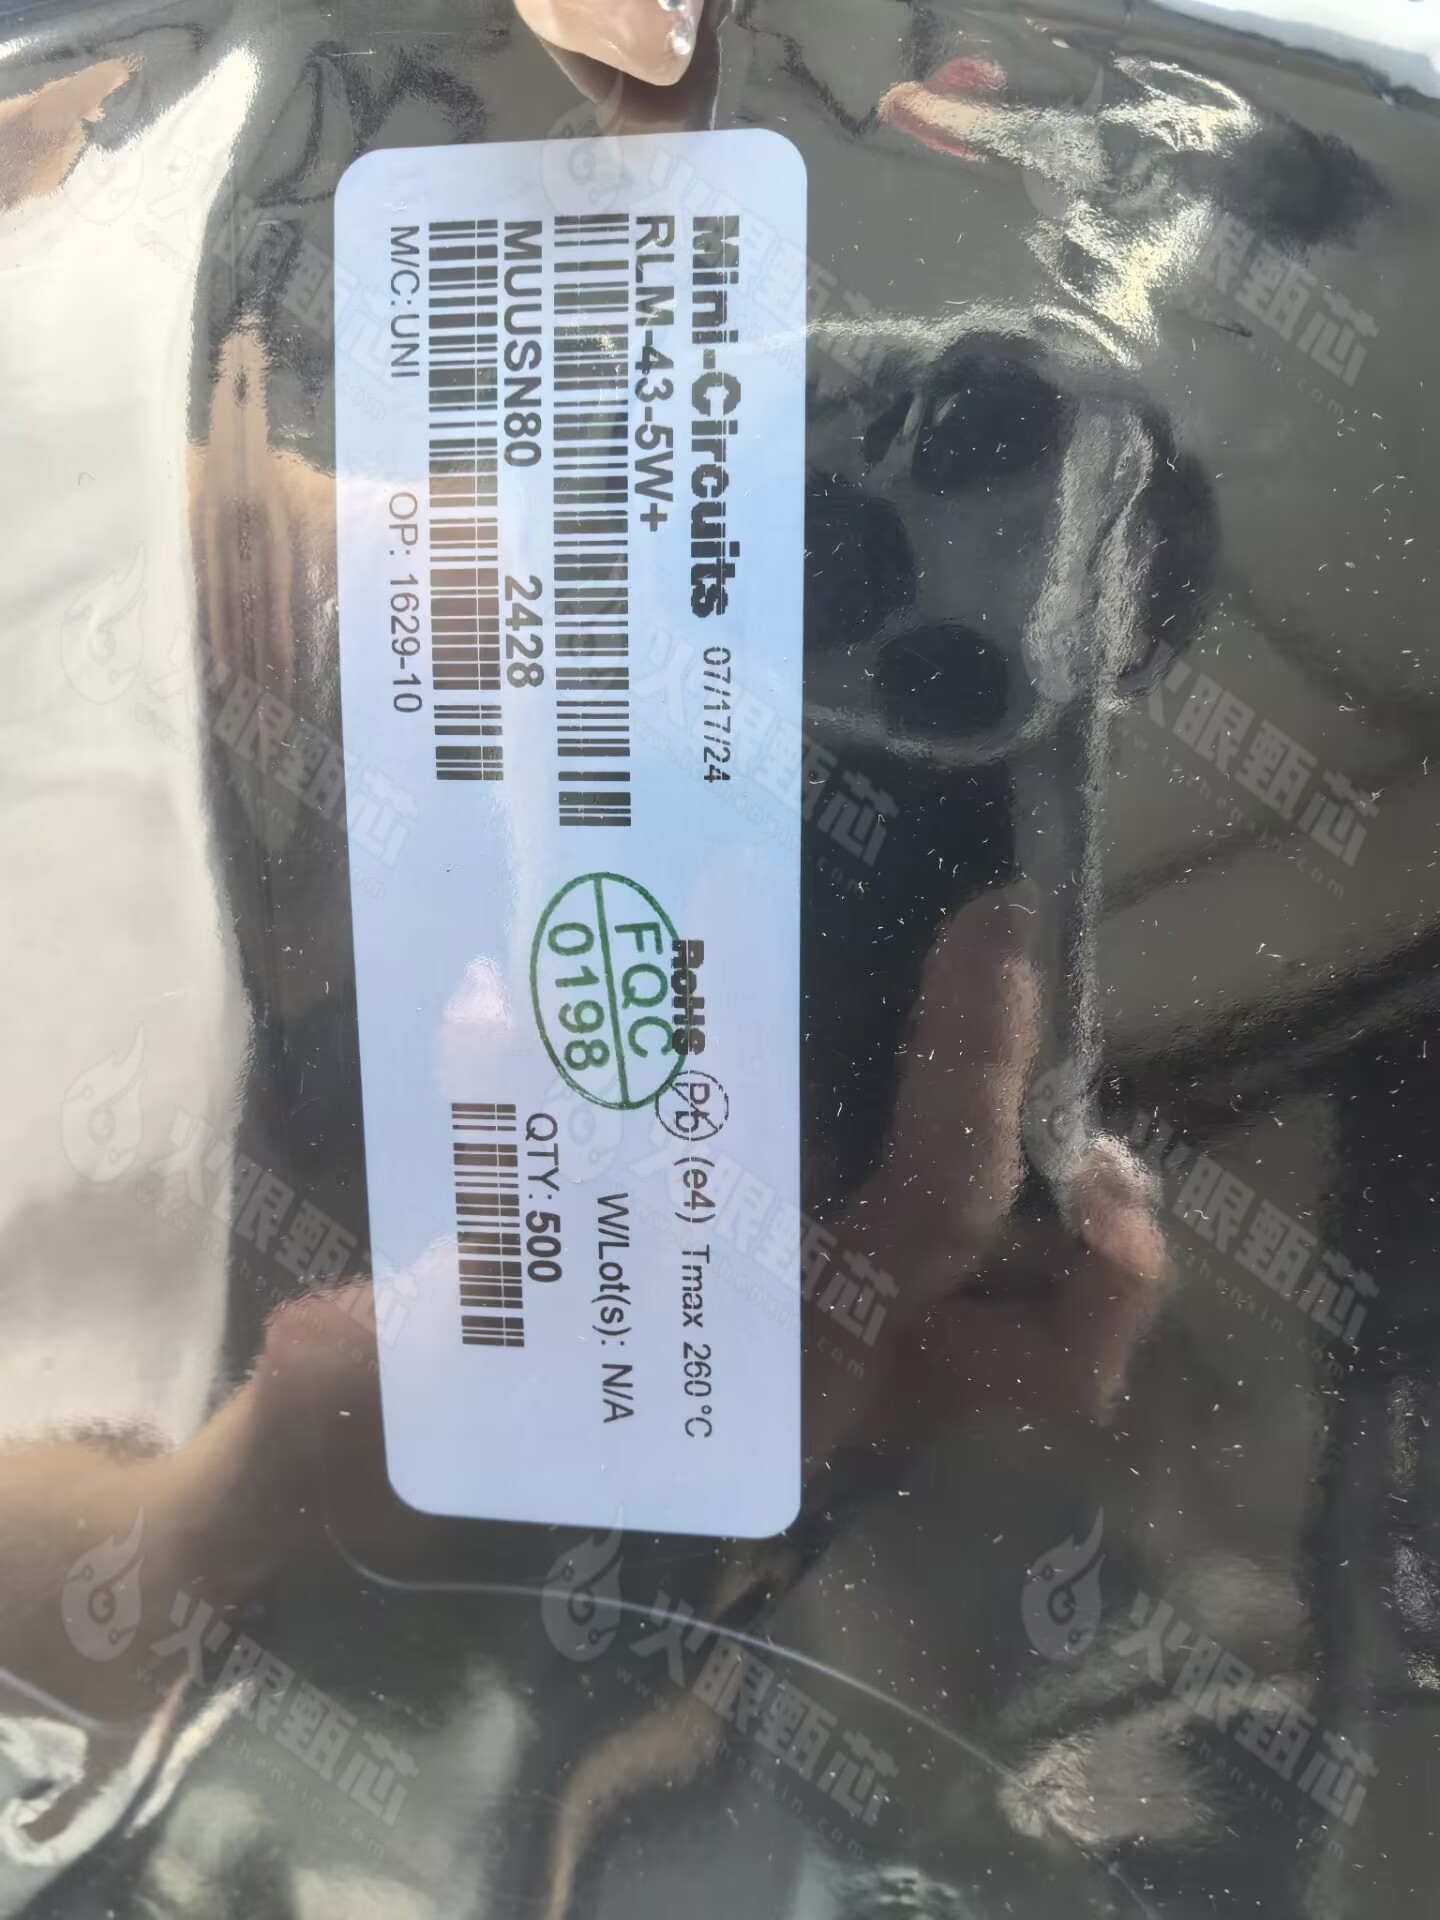 Mini-Circuits 07/17/24
RoHS Pb (e4) Tmax 260°C
RLM-43-5W+
W/Lot(s): N/A
FQC
0198
MUUSN80 2428
QTY: 500
M/C: UNI OP: 1629-10
火眼甄芯